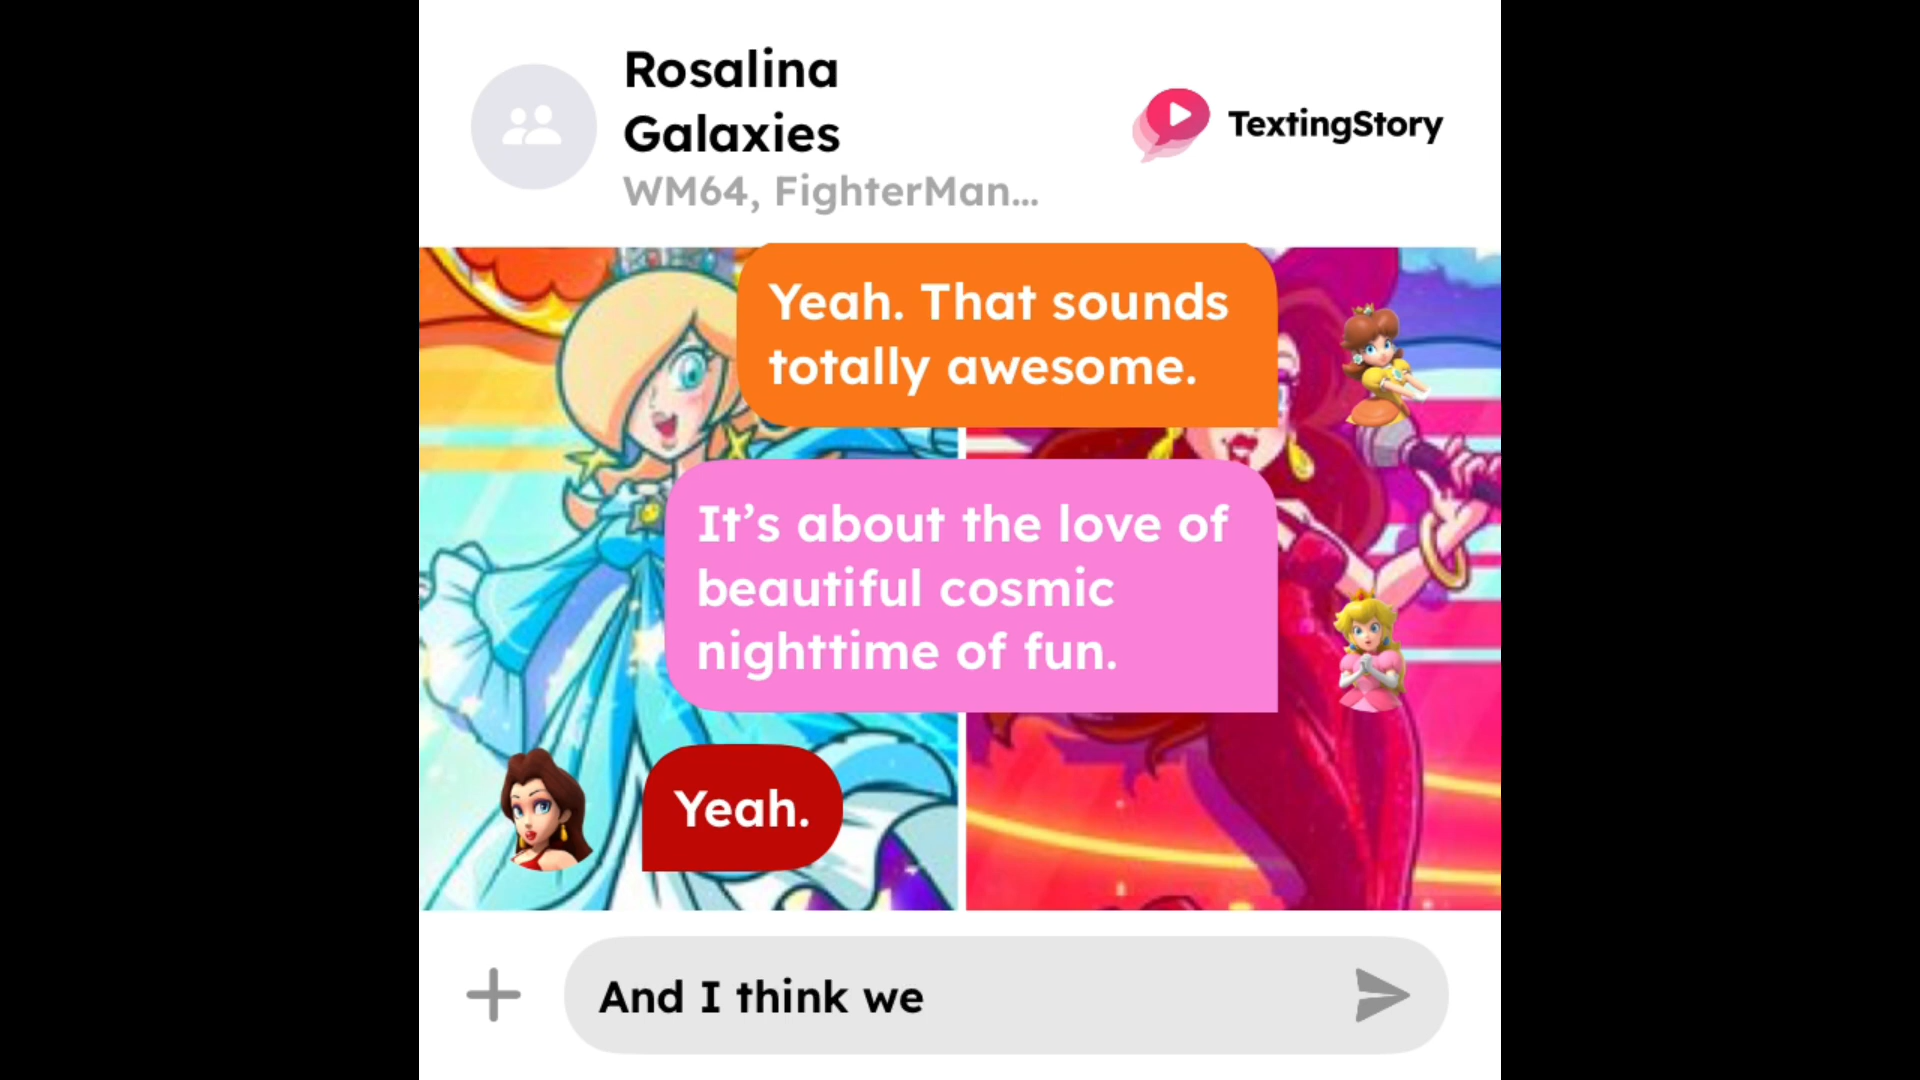 Rosalina
Galaxies
WM64, FighterMan...
TextingStory
Yeah. That sounds
totally awesome.
It's about the love of
beautiful cosmic
nighttime of fun.
Yeah.
And I think we